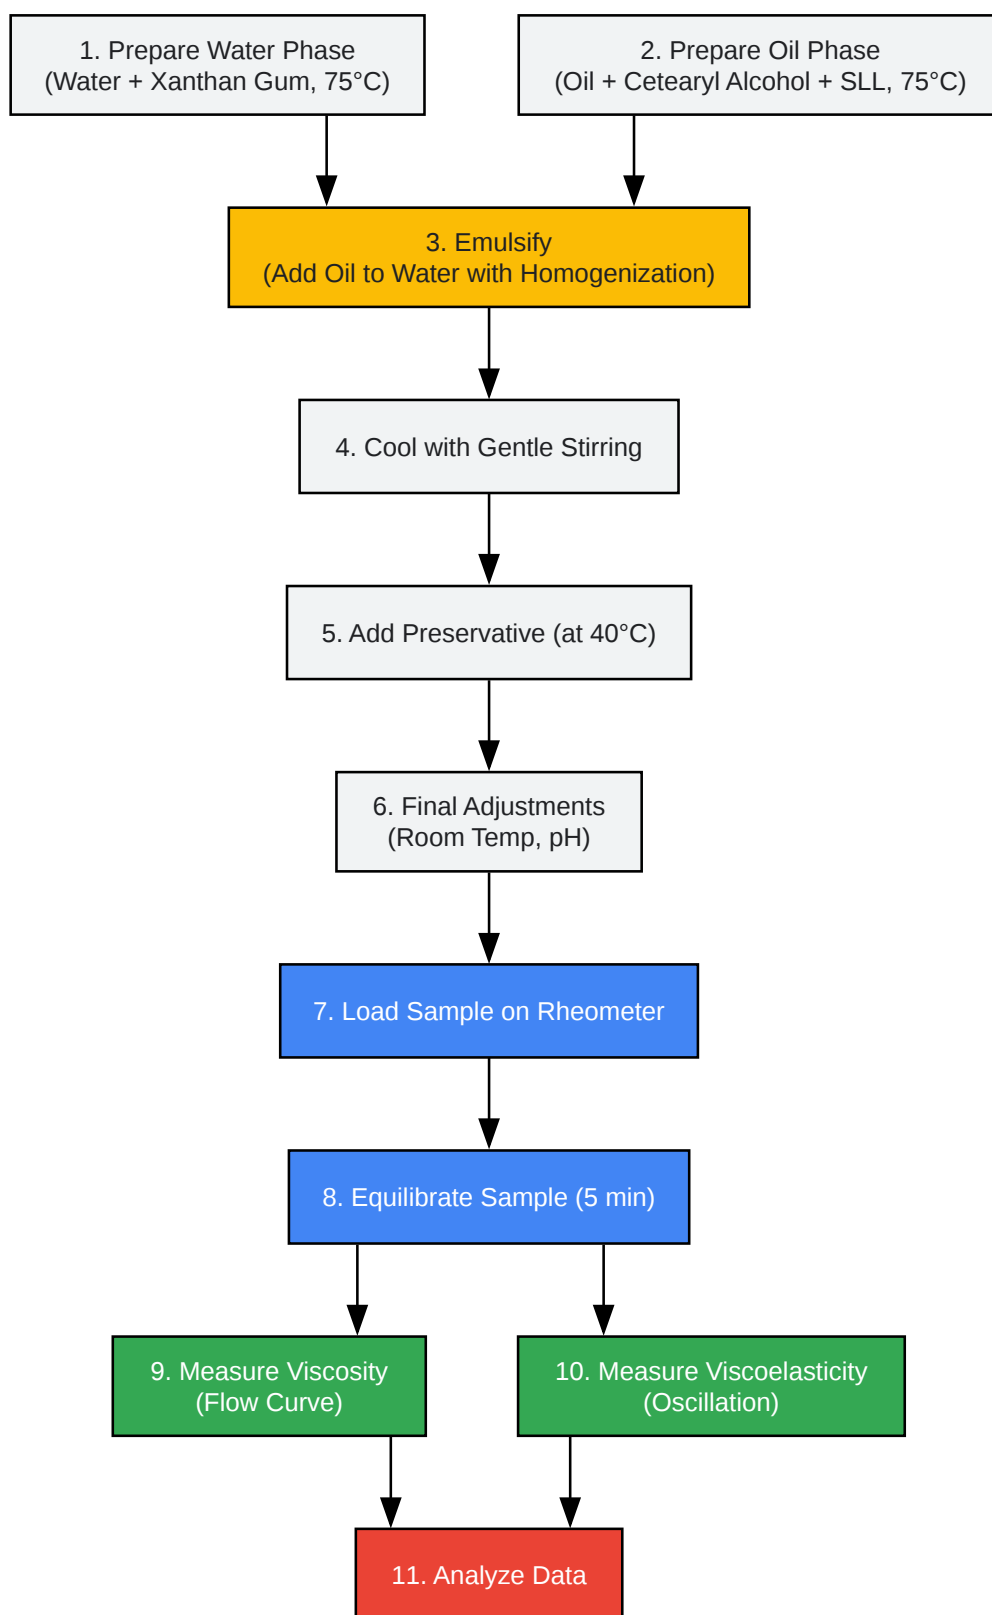 1. Prepare Water Phase
(Water + Xanthan Gum, 75°C)
2. Prepare Oil Phase
(Oil + Cetearyl Alcohol + SLL, 75°C)
3. Emulsify
(Add Oil to Water with Homogenization)
4. Cool with Gentle Stirring
5. Add Preservative (at 40°C)
6. Final Adjustments
(Room Temp, pH)
7. Load Sample on Rheometer
8. Equilibrate Sample (5 min)
9. Measure Viscosity
(Flow Curve)
10. Measure Viscoelasticity
(Oscillation)
11. Analyze Data